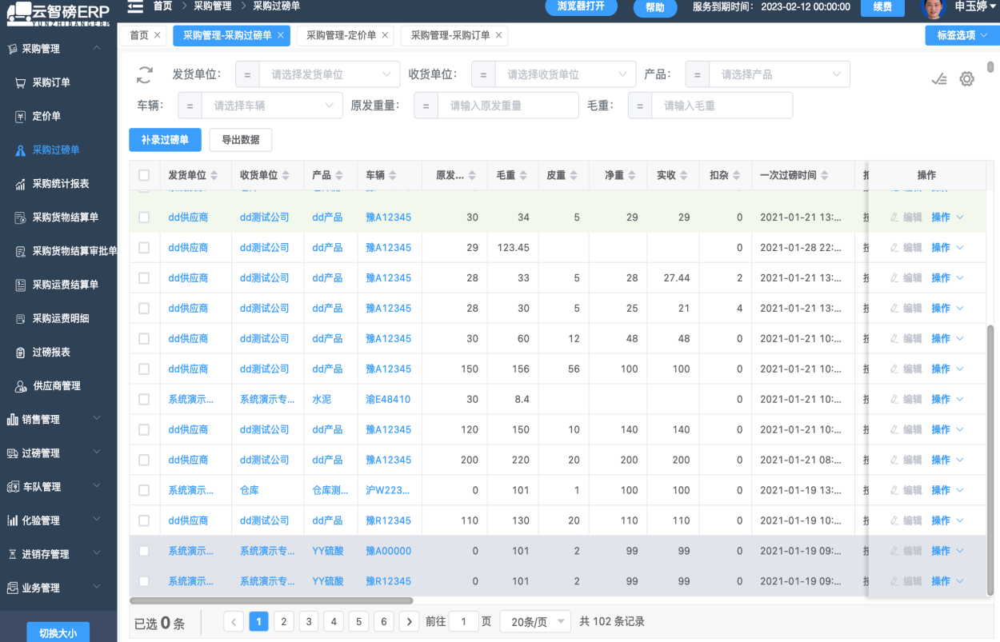 云智磅ERP
YUNZHIBANGERP
首页 > 采购管理 > 采购过磅单
浏览器打开 帮助 服务到期时间： 2023-02-12 00:00:00 续费 申玉婷
首页 × 采购管理-采购过磅单 × 采购管理-定价单 × 采购管理-采购订单 × 标签选项
采购管理
采购订单
定价单
采购过磅单
采购统计报表
采购货物结算单
采购货物结算审批单
采购运费结算单
采购运费明细
过磅报表
供应商管理
销售管理
过磅管理
车队管理
化验管理
进销存管理
业务管理
切换大小
发货单位： = 请选择发货单位 收货单位： = 请选择收货单位 产品： = 请选择产品
车辆： = 请选择车辆 原发重量： = 请输入原发重量 毛重： = 请输入毛重
补录过磅单 导出数据
发货单位 收货单位 产品 车辆 原发... 毛重 皮重 净重 实收 扣杂 一次过磅时间 操作
dd供应商 dd测试公司 dd产品 豫A12345 30 34 5 29 29 0 2021-01-21 13:... 编辑 操作
dd供应商 dd测试公司 dd产品 豫A12345 29 123.45 0 2021-01-28 22:... 编辑 操作
dd供应商 dd测试公司 dd产品 豫A12345 28 33 5 28 27.44 2 2021-01-21 13:... 编辑 操作
dd供应商 dd测试公司 dd产品 豫A12345 28 30 5 25 21 4 2021-01-21 13:... 编辑 操作
dd供应商 dd测试公司 dd产品 豫A12345 30 60 12 48 48 0 2021-01-21 10:... 编辑 操作
dd供应商 dd测试公司 dd产品 豫A12345 150 156 56 100 100 0 2021-01-21 10:... 编辑 操作
系统演示... 系统演示专... 水泥 渝E48410 30 8.4 0 2021-01-21 10:... 编辑 操作
dd供应商 dd测试公司 dd产品 豫A12345 120 150 10 140 140 0 2021-01-21 10:... 编辑 操作
dd供应商 dd测试公司 dd产品 豫A12345 200 220 20 200 200 0 2021-01-21 08:... 编辑 操作
系统演示... 仓库 仓库测... 沪W223... 0 101 1 100 100 0 2021-01-19 13:... 编辑 操作
dd供应商 dd测试公司 dd产品 豫R12345 110 130 20 110 110 0 2021-01-19 10:... 编辑 操作
系统演示... 系统演示专... YY硫酸 豫A00000 0 101 2 99 99 0 2021-01-19 09:... 编辑 操作
系统演示... 系统演示专... YY硫酸 豫R12345 0 101 2 99 99 0 2021-01-19 09:... 编辑 操作
已选 0 条 < 1 2 3 4 5 6 > 前往 1 页 20条/页 共 102 条记录